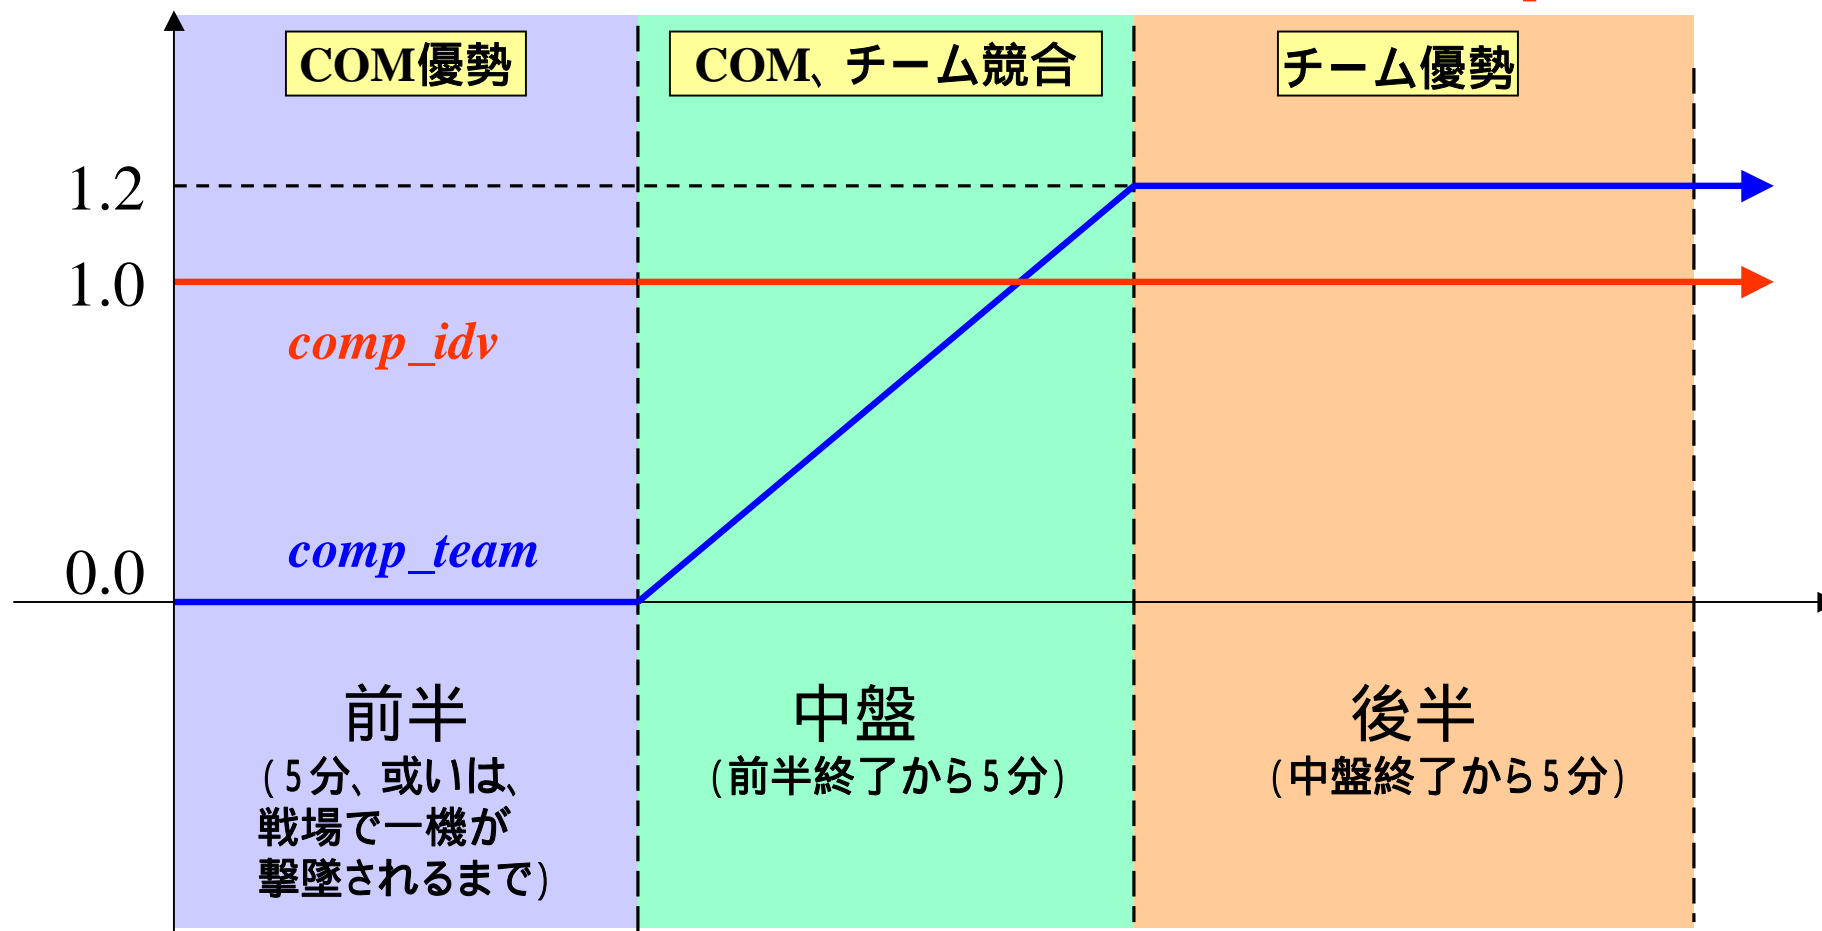 COM優勢
COM、チーム競合
チーム優勢
1.2
1.0
comp_idv
comp_team
0.0
前半
(5分、或いは、
戦場で一機が
撃墜されるまで)
中盤
(前半終了から5分)
後半
(中盤終了から5分)